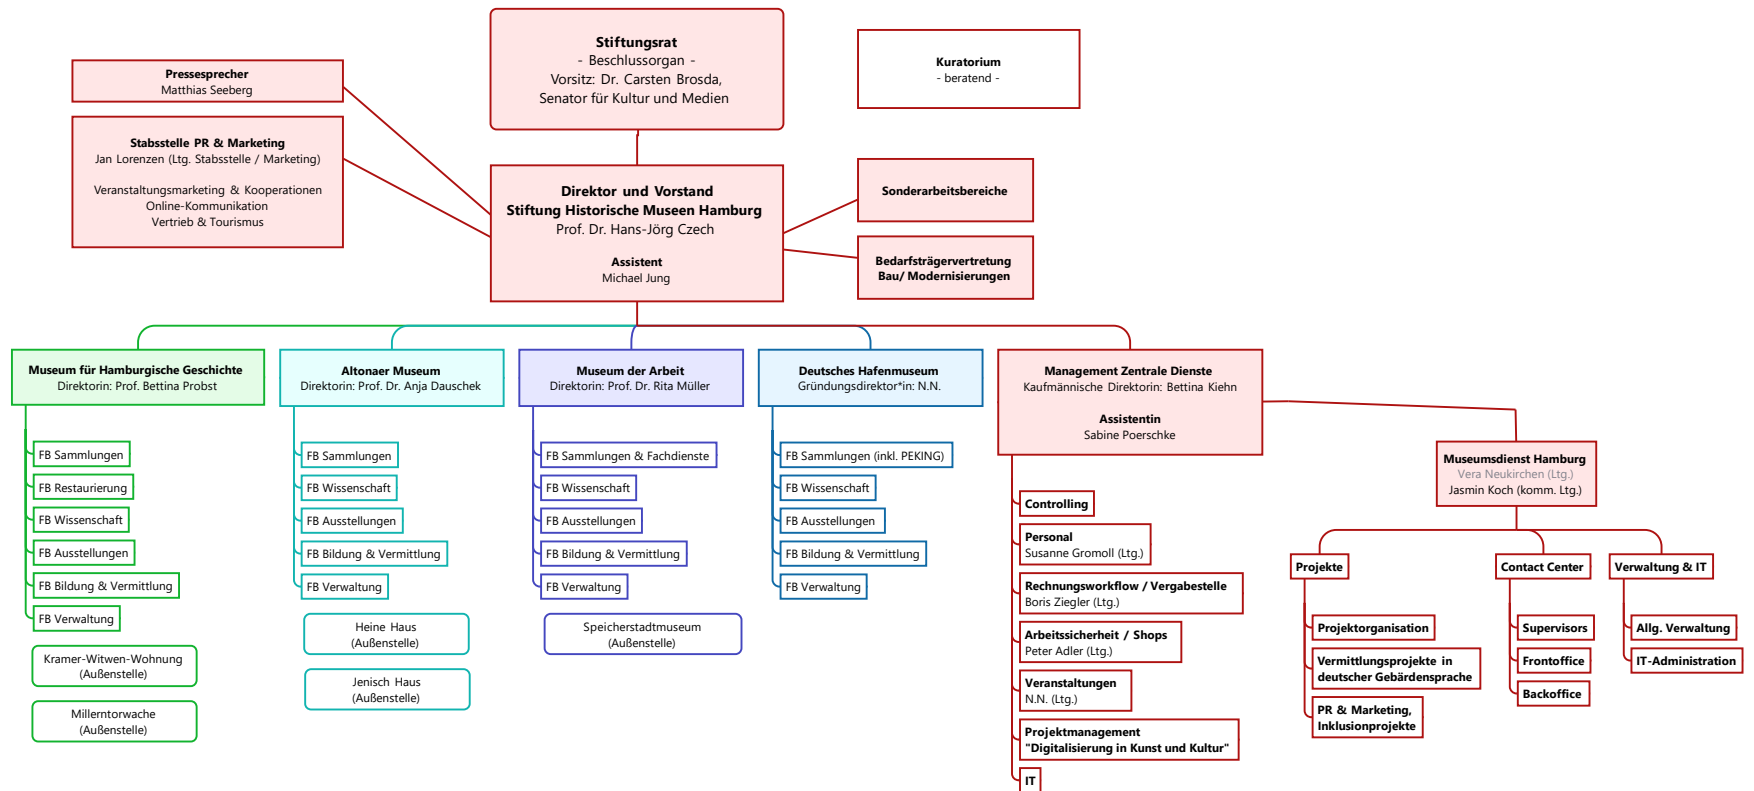 Stiftungsrat
- Beschlussorgan -
Vorsitz: Dr. Carsten Brosda,
Senator für Kultur und Medien
Kuratorium
- beratend -
Pressesprecher
Matthias Seeberg
Stabsstelle PR & Marketing
Jan Lorenzen (Ltg. Stabsstelle / Marketing)
Veranstaltungsmarketing & Kooperationen
Online-Kommunikation
Vertrieb & Tourismus
Direktor und Vorstand
Stiftung Historische Museen Hamburg
Prof. Dr. Hans-Jörg Czech
Assistent
Michael Jung
Sonderarbeitsbereiche
Bedarfsträgervertretung
Bau/ Modernisierungen
Museum für Hamburgische Geschichte
Direktorin: Prof. Bettina Probst
FB Sammlungen
FB Restaurierung
FB Wissenschaft
FB Ausstellungen
FB Bildung & Vermittlung
FB Verwaltung
Kramer-Witwen-Wohnung
(Außenstelle)
Millerntorwache
(Außenstelle)
Altonaer Museum
Direktorin: Prof. Dr. Anja Dauschek
FB Sammlungen
FB Wissenschaft
FB Ausstellungen
FB Bildung & Vermittlung
FB Verwaltung
Heine Haus
(Außenstelle)
Jenisch Haus
(Außenstelle)
Museum der Arbeit
Direktorin: Prof. Dr. Rita Müller
FB Sammlungen & Fachdienste
FB Wissenschaft
FB Ausstellungen
FB Bildung & Vermittlung
FB Verwaltung
Speicherstadtmuseum
(Außenstelle)
Deutsches Hafenmuseum
Gründungsdirektor*in: N.N.
FB Sammlungen (inkl. PEKING)
FB Wissenschaft
FB Ausstellungen
FB Bildung & Vermittlung
FB Verwaltung
Management Zentrale Dienste
Kaufmännische Direktorin: Bettina Kiehn
Assistentin
Sabine Poerschke
Controlling
Personal
Susanne Gromoll (Ltg.)
Rechnungsworkflow / Vergabestelle
Boris Ziegler (Ltg.)
Arbeitssicherheit / Shops
Peter Adler (Ltg.)
Veranstaltungen
N.N. (Ltg.)
Projektmanagement
"Digitalisierung in Kunst und Kultur"
IT
Museumsdienst Hamburg
Vera Neukirchen (Ltg.)
Jasmin Koch (komm. Ltg.)
Projekte
Projektorganisation
Vermittlungsprojekte in
deutscher Gebärdensprache
PR & Marketing,
Inklusionprojekte
Contact Center
Supervisors
Frontoffice
Backoffice
Verwaltung & IT
Allg. Verwaltung
IT-Administration